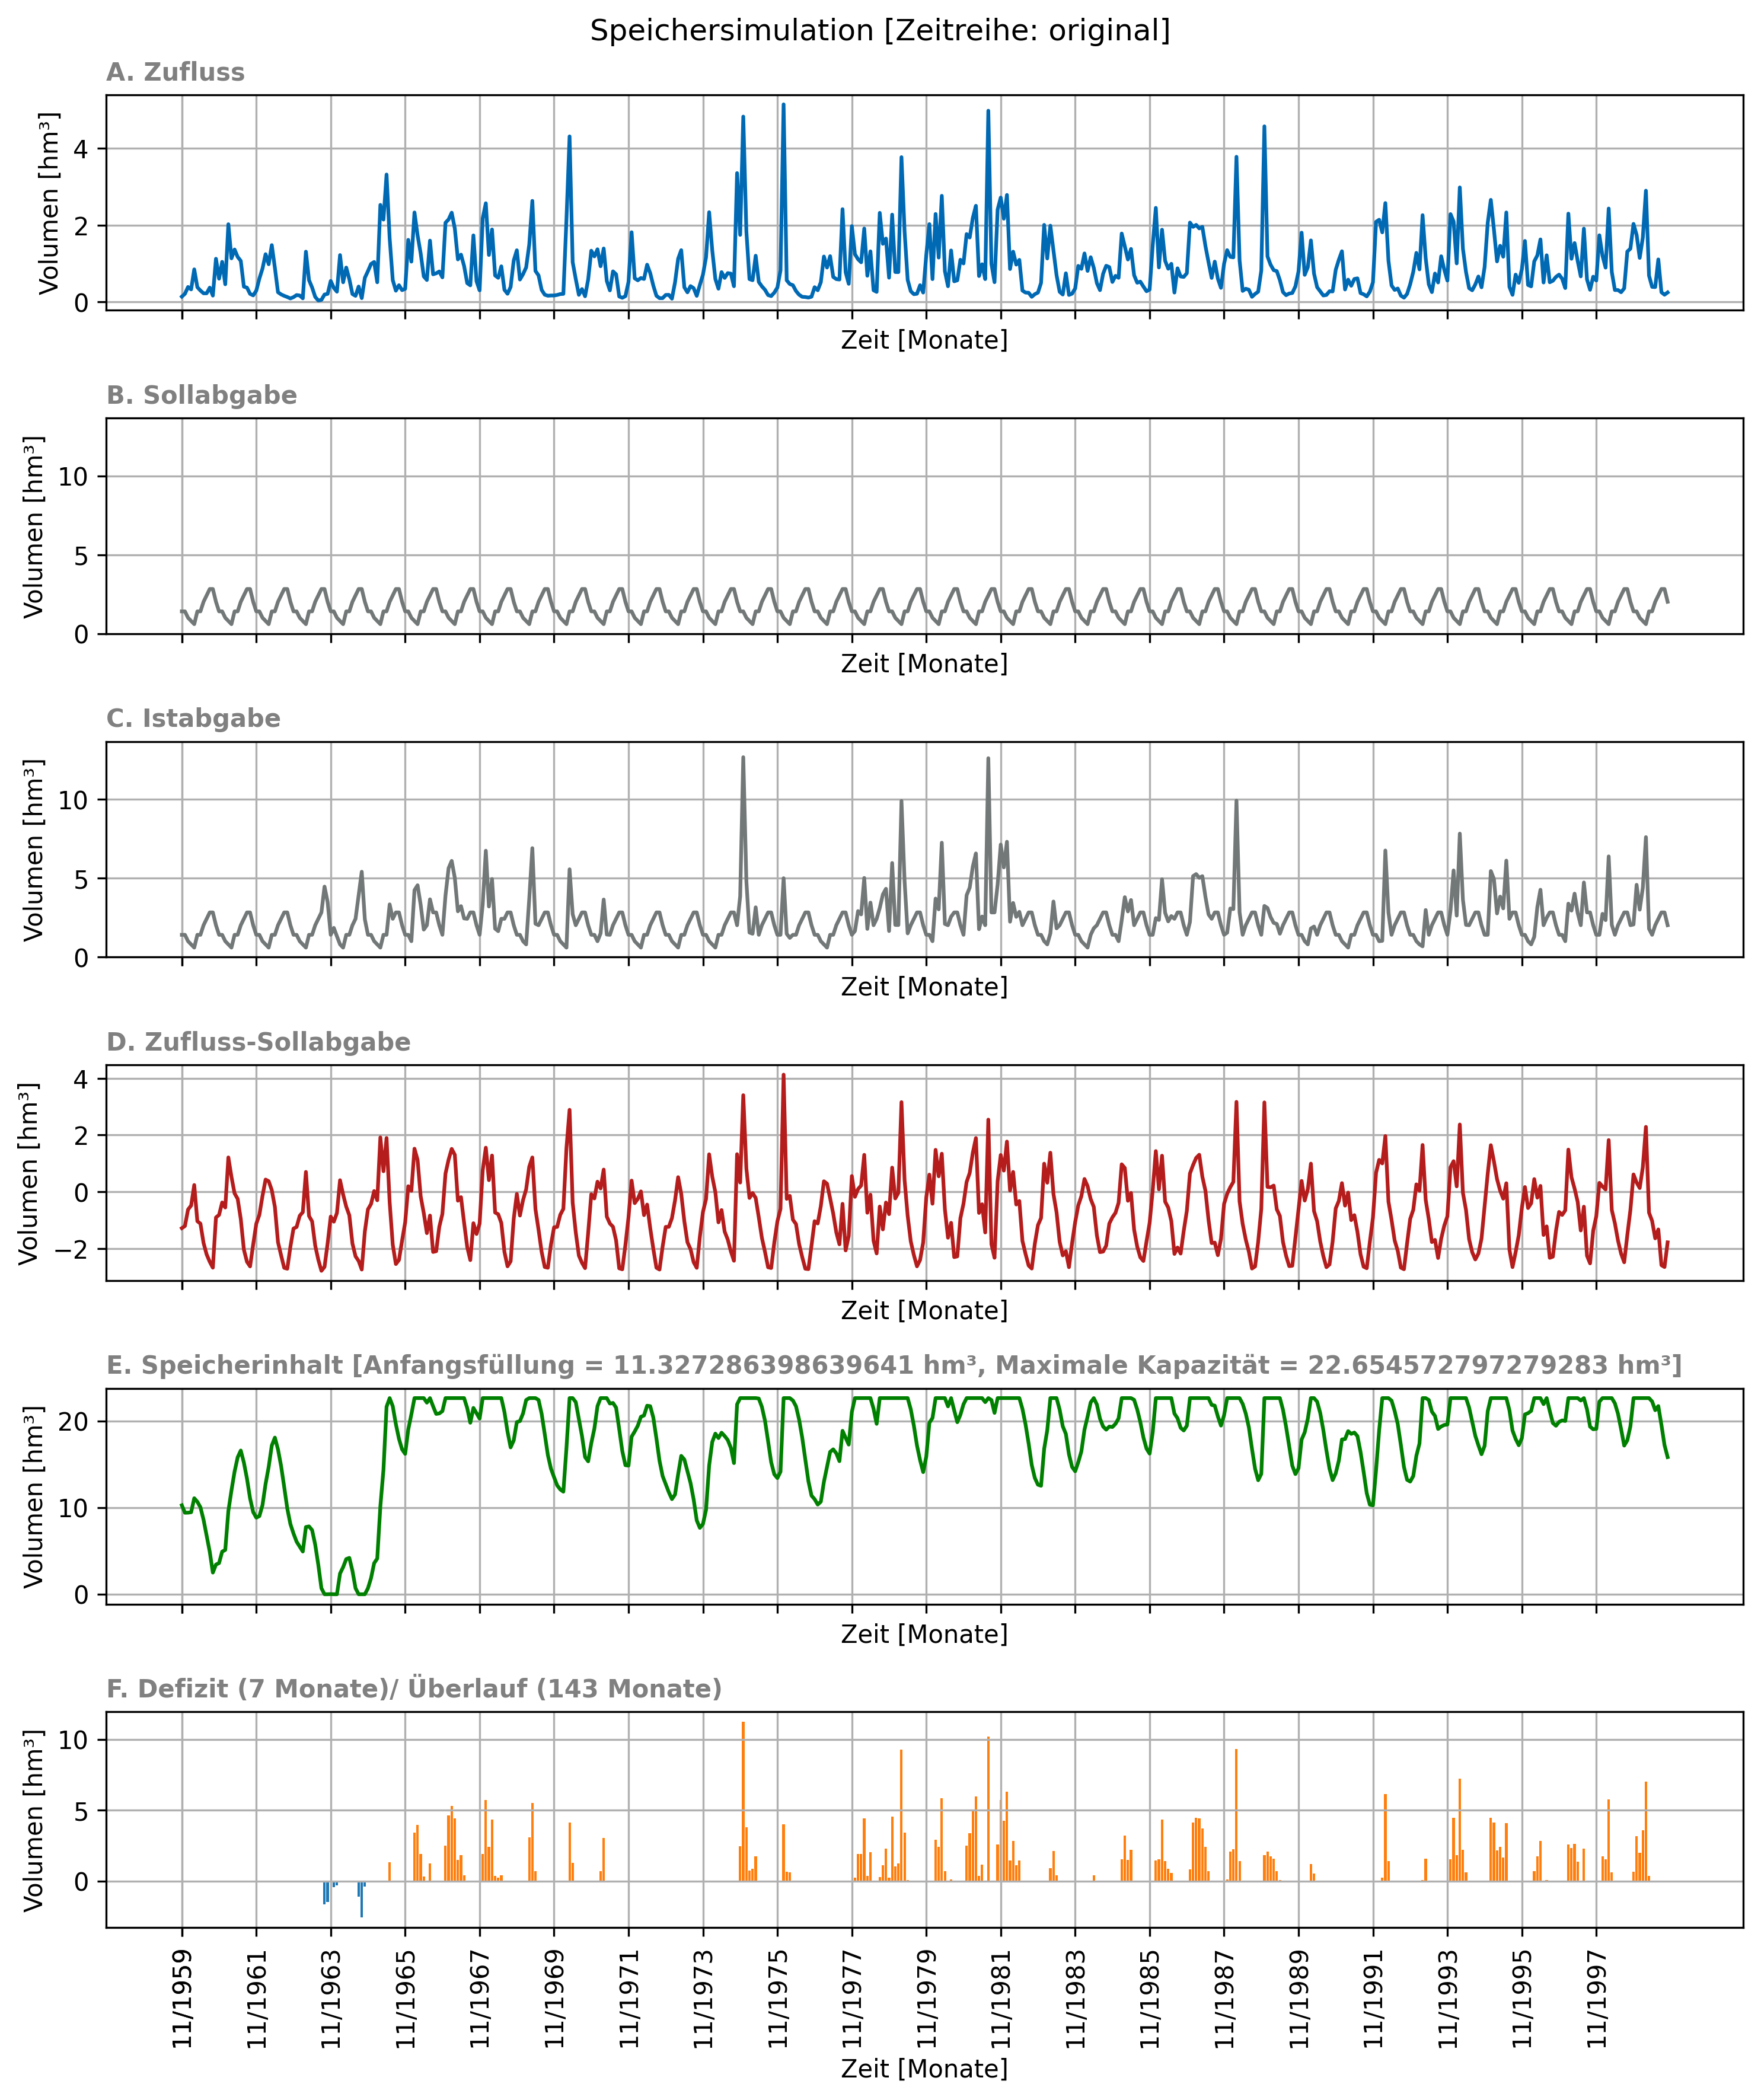 Speichersimulation [Zeitreihe: original]
A. Zufluss
Volumen [hm³]
4
2
0
Zeit [Monate]
B. Sollabgabe
Volumen [hm³]
10
5
0
Zeit [Monate]
C. Istabgabe
Volumen [hm³]
10
5
0
Zeit [Monate]
D. Zufluss-Sollabgabe
Volumen [hm³]
4
2
0
−2
Zeit [Monate]
E. Speicherinhalt [Anfangsfüllung = 11.327286398639641 hm³, Maximale Kapazität = 22.654572797279283 hm³]
Volumen [hm³]
20
10
0
Zeit [Monate]
F. Defizit (7 Monate)/ Überlauf (143 Monate)
Volumen [hm³]
10
5
0
11/1959 11/1961 11/1963 11/1965 11/1967 11/1969 11/1971 11/1973 11/1975 11/1977 11/1979 11/1981 11/1983 11/1985 11/1987 11/1989 11/1991 11/1993 11/1995 11/1997
Zeit [Monate]